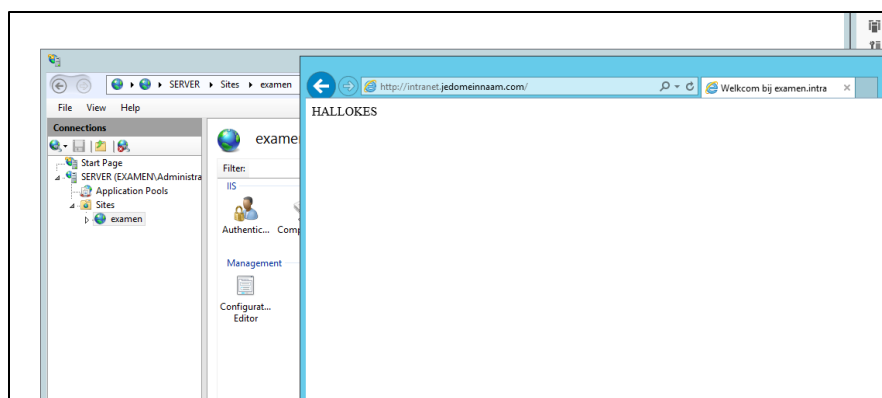 SERVER Sites examen
File View Help
Connections
Start Page
SERVER (EXAMEN\Administra
Application Pools
Sites
examen
exame
Filter:
IIS
Authentic... Comp
Management
Configurat...
Editor
http://intranet.jedomeinnaam.com/
Welkcom bij examen.intra
HALLOKES